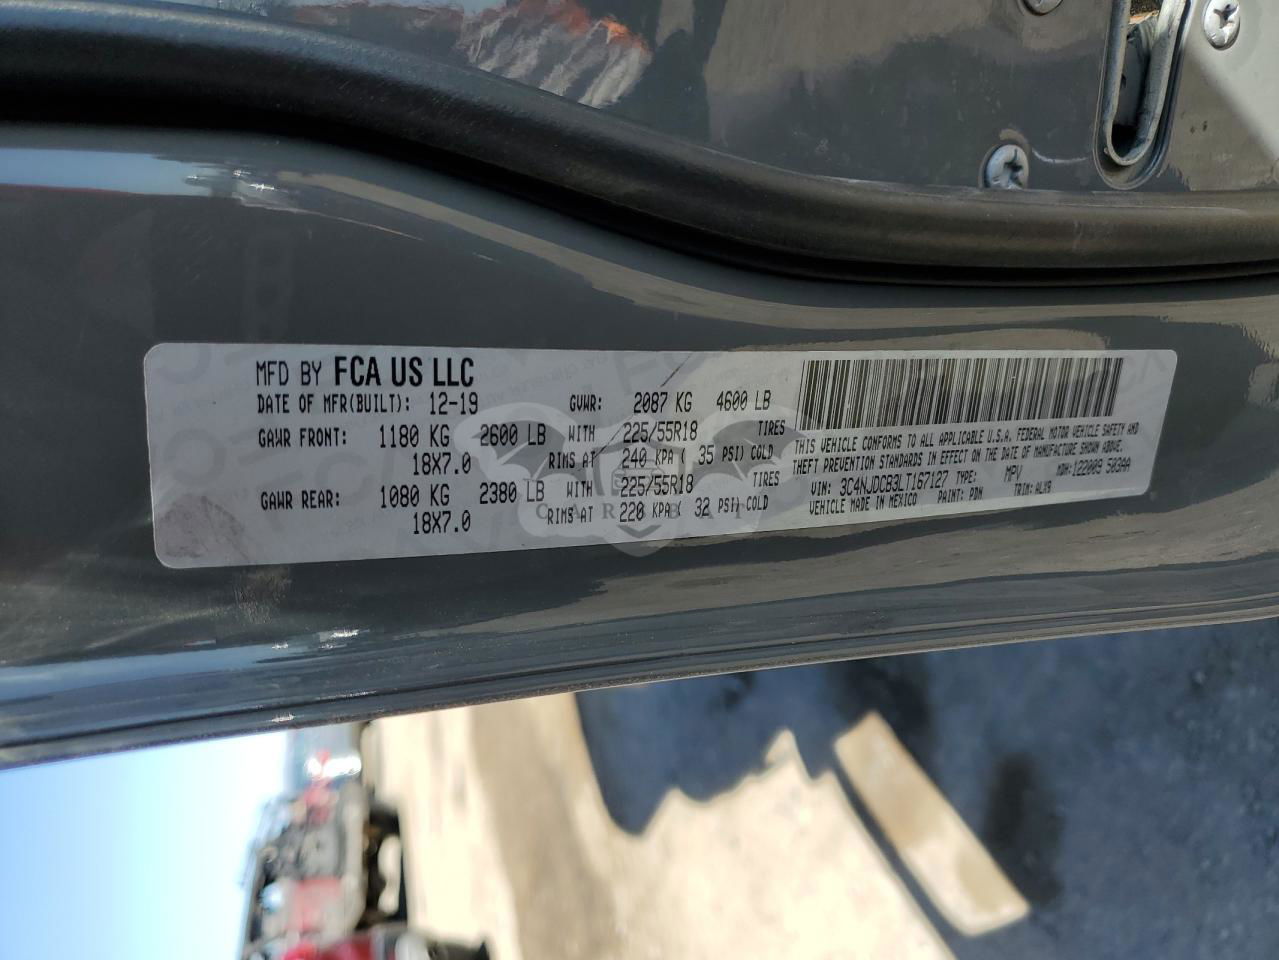 MFD BY FCA US LLC
DATE OF MFR(BUILT): 12-19 GVWR: 2087 KG 4600 LB
GAWR FRONT: 1180 KG 2600 LB WITH 225/55R18 TIRES
18X7.0 RIMS AT 240 KPA( 35 PSI) COLD
GAWR REAR: 1080 KG 2380 LB WITH 225/55R18 TIRES
18X7.0 RIMS AT 220 KPA( 32 PSI) COLD
THIS VEHICLE CONFORMS TO ALL APPLICABLE U.S.A. FEDERAL MOTOR VEHICLE SAFETY AND
THEFT PREVENTION STANDARDS IN EFFECT ON THE DATE OF MANUFACTURE SHOWN ABOVE.
VIN: 3C4NJDCB3LT167127 TYPE: MPV MDH: 122009 503AA
VEHICLE MADE IN MEXICO PAINT: PDN TRIM: ALX9